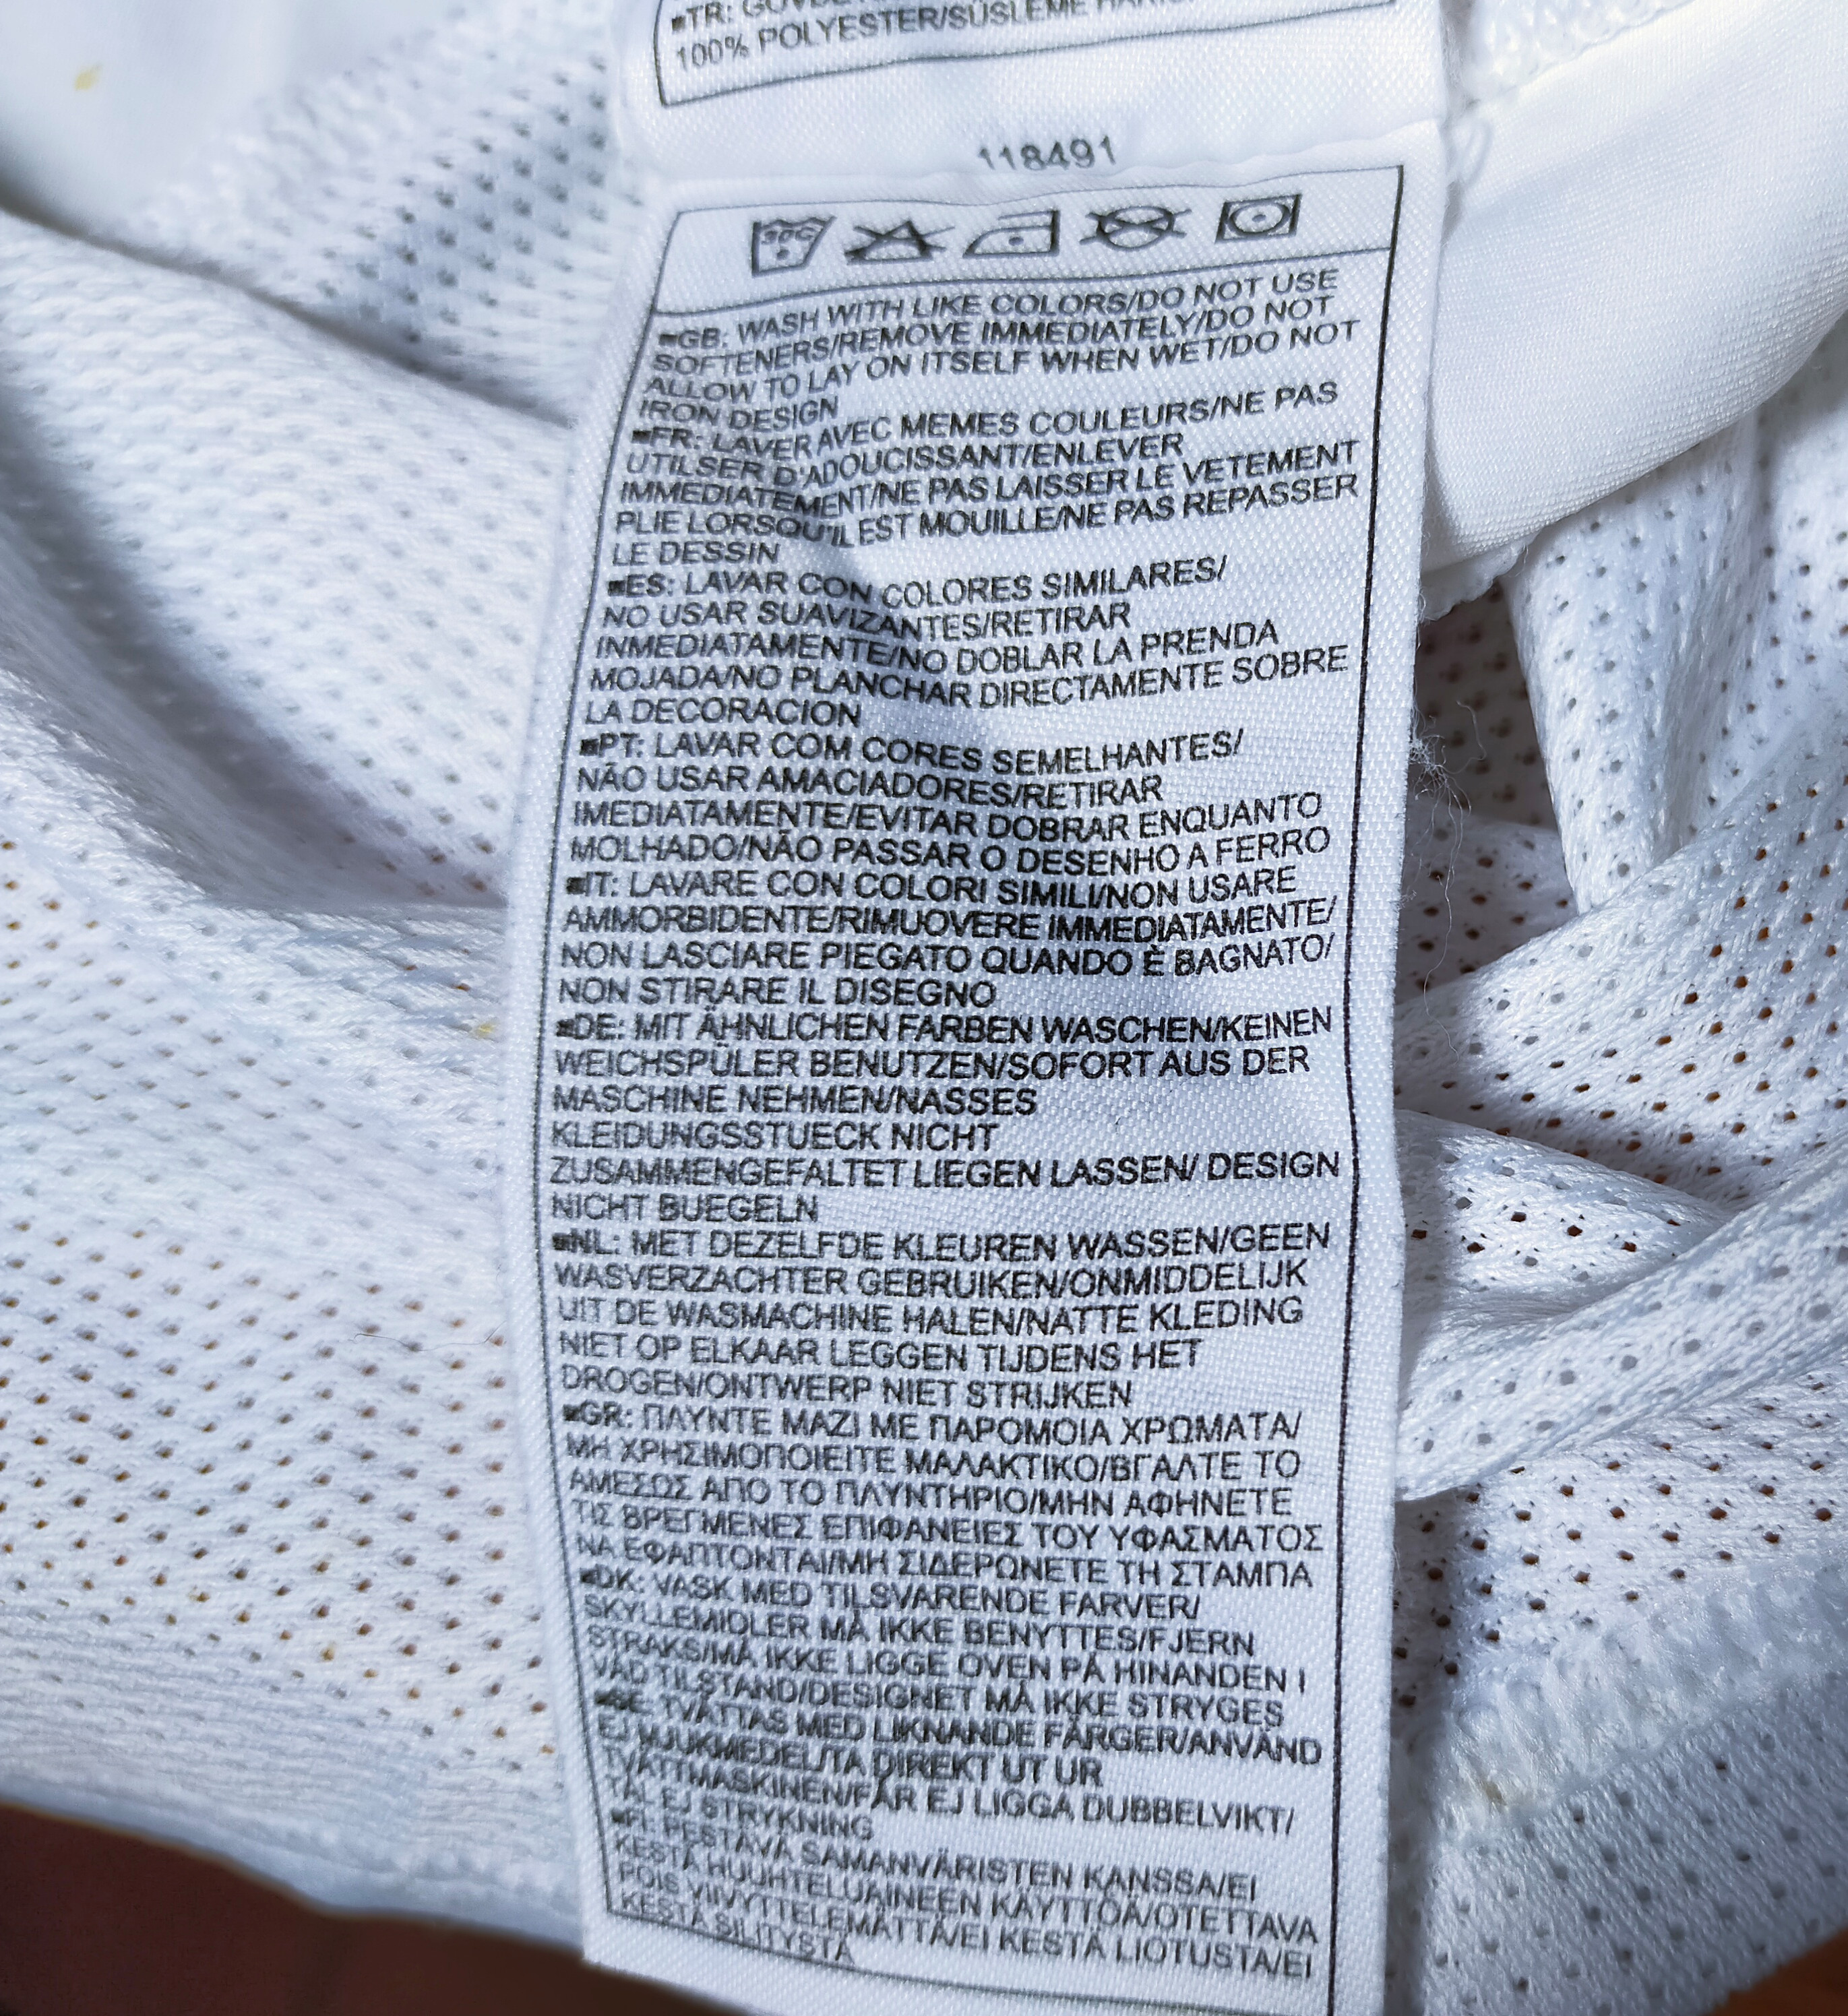 ■TR:
100% POLYESTER/SÜSLEME
118491
30C
■GB: WASH WITH LIKE COLORS/DO NOT USE
SOFTENERS/REMOVE IMMEDIATELY/DO NOT
ALLOW TO LAY ON ITSELF WHEN WET/DO NOT
IRON DESIGN
■FR: LAVER AVEC MEMES COULEURS/NE PAS
UTILSER D'ADOUCISSANT/ENLEVER
IMMEDIATEMENT/NE PAS LAISSER LE VETEMENT
PLIE LORSQU'IL EST MOUILLE/NE PAS REPASSER
LE DESSIN
■ES: LAVAR CON COLORES SIMILARES/
NO USAR SUAVIZANTES/RETIRAR
INMEDIATAMENTE/NO DOBLAR LA PRENDA
MOJADA/NO PLANCHAR DIRECTAMENTE SOBRE
LA DECORACION
■PT: LAVAR COM CORES SEMELHANTES/
NÃO USAR AMACIADORES/RETIRAR
IMEDIATAMENTE/EVITAR DOBRAR ENQUANTO
MOLHADO/NÃO PASSAR O DESENHO A FERRO
■IT: LAVARE CON COLORI SIMILI/NON USARE
AMMORBIDENTE/RIMUOVERE IMMEDIATAMENTE/
NON LASCIARE PIEGATO QUANDO È BAGNATO/
NON STIRARE IL DISEGNO
■DE: MIT ÄHNLICHEN FARBEN WASCHEN/KEINEN
WEICHSPÜLER BENUTZEN/SOFORT AUS DER
MASCHINE NEHMEN/NASSES
KLEIDUNGSSTUECK NICHT
ZUSAMMENGEFALTET LIEGEN LASSEN/ DESIGN
NICHT BUEGELN
■NL: MET DEZELFDE KLEUREN WASSEN/GEEN
WASVERZACHTER GEBRUIKEN/ONMIDDELIJK
UIT DE WASMACHINE HALEN/NATTE KLEDING
NIET OP ELKAAR LEGGEN TIJDENS HET
DROGEN/ONTWERP NIET STRIJKEN
■GR: ΠΛΥΝΤΕ ΜΑΖΙ ΜΕ ΠΑΡΟΜΟΙΑ ΧΡΩΜΑΤΑ/
ΜΗ ΧΡΗΣΙΜΟΠΟΙΕΙΤΕ ΜΑΛΑΚΤΙΚΟ/ΒΓΑΛΤΕ ΤΟ
ΑΜΕΣΩΣ ΑΠΟ ΤΟ ΠΛΥΝΤΗΡΙΟ/ΜΗΝ ΑΦΗΝΕΤΕ
ΤΙΣ ΒΡΕΓΜΕΝΕΣ ΕΠΙΦΑΝΕΙΕΣ ΤΟΥ ΥΦΑΣΜΑΤΟΣ
ΝΑ ΕΦΑΠΤΟΝΤΑΙ/ΜΗ ΣΙΔΕΡΩΝΕΤΕ ΤΗ ΣΤΑΜΠΑ
■DK: VASK MED TILSVARENDE FARVER/
SKYLLEMIDLER MÅ IKKE BENYTTES/FJERN
STRAKS/MÅ IKKE LIGGE OVEN PÅ HINANDEN I
VÅD TILSTAND/DESIGNET MÅ IKKE STRYGES
■SE: TVÄTTAS MED LIKNANDE FÄRGER/ANVÄND
EJ MJUKMEDEL/TA DIREKT UT UR
TVÄTTMASKINEN/FÅR EJ LIGGA DUBBELVIKT/
TÅL EJ STRYKNING
■FI: PESTÄVÄ SAMANVÄRISTEN KANSSA/EI
KESTÄ HUUHTELUAINEEN KÄYTTÖÄ/OTETTAVA
POIS VIIVYTTELEMÄTTÄ/EI KESTÄ LIOTUSTA/EI
KESTÄ SILITYSTÄ